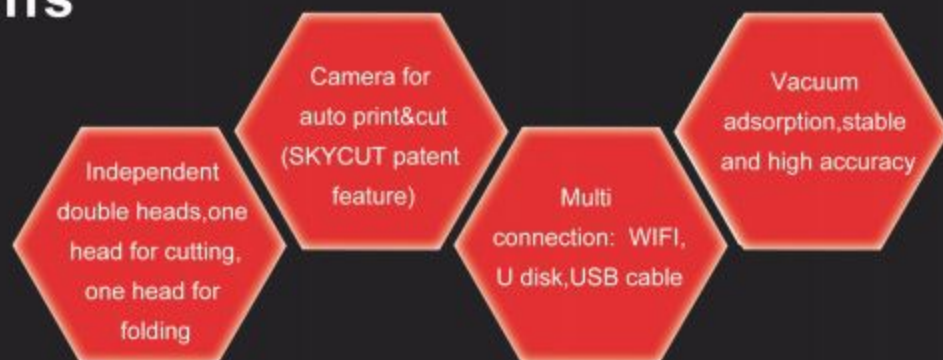 Independent
double heads,one
head for cutting,
one head for
folding
Camera for
auto print&cut
(SKYCUT patent
feature)
Multi
connection: WIFI,
U disk,USB cable
Vacuum
adsorption,stable
and high accuracy